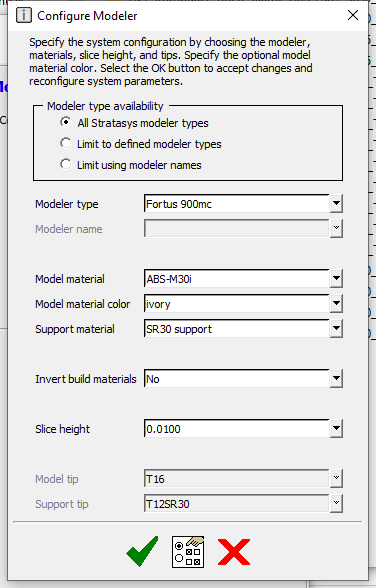 Configure Modeler
Specify the system configuration by choosing the modeler,
materials, slice height, and tips. Specify the optional model
material color. Select the OK button to accept changes and
reconfigure system parameters.
Modeler type availability
All Stratasys modeler types
Limit to defined modeler types
Limit using modeler names
Modeler type Fortus 900mc
Modeler name
Model material ABS-M30i
Model material color ivory
Support material SR30 support
Invert build materials No
Slice height 0.0100
Model tip T16
Support tip T12SR30